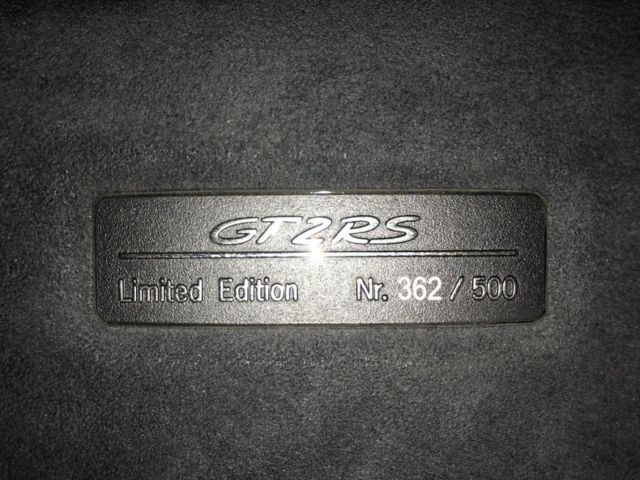 GT2RS
Limited Edition Nr. 362 / 500